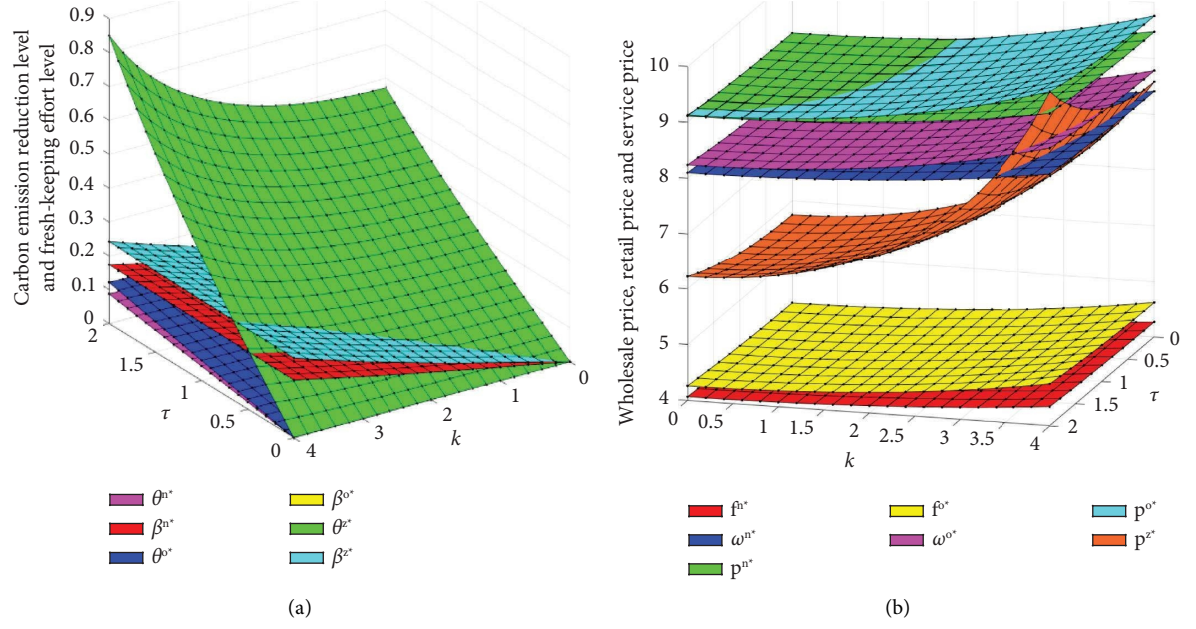 Carbon emission reduction level
and fresh-keeping effort level
0.9
0.8
0.7
0.6
0.5
0.4
0.3
0.2
0.1
0
2
1.5
1
0.5
0
τ
4
3
2
1
0
k
θⁿ*
βⁿ*
θᵒ*
βᵒ*
θᶻ*
βᶻ*
(a)
Wholesale price, retail price and service price
10
9
8
7
6
5
4
0
0.5
1
1.5
2
2.5
3
3.5
4
k
2
1.5
1
0.5
0
τ
fⁿ*
ωⁿ*
pⁿ*
fᵒ*
ωᵒ*
pᵒ*
pᶻ*
(b)